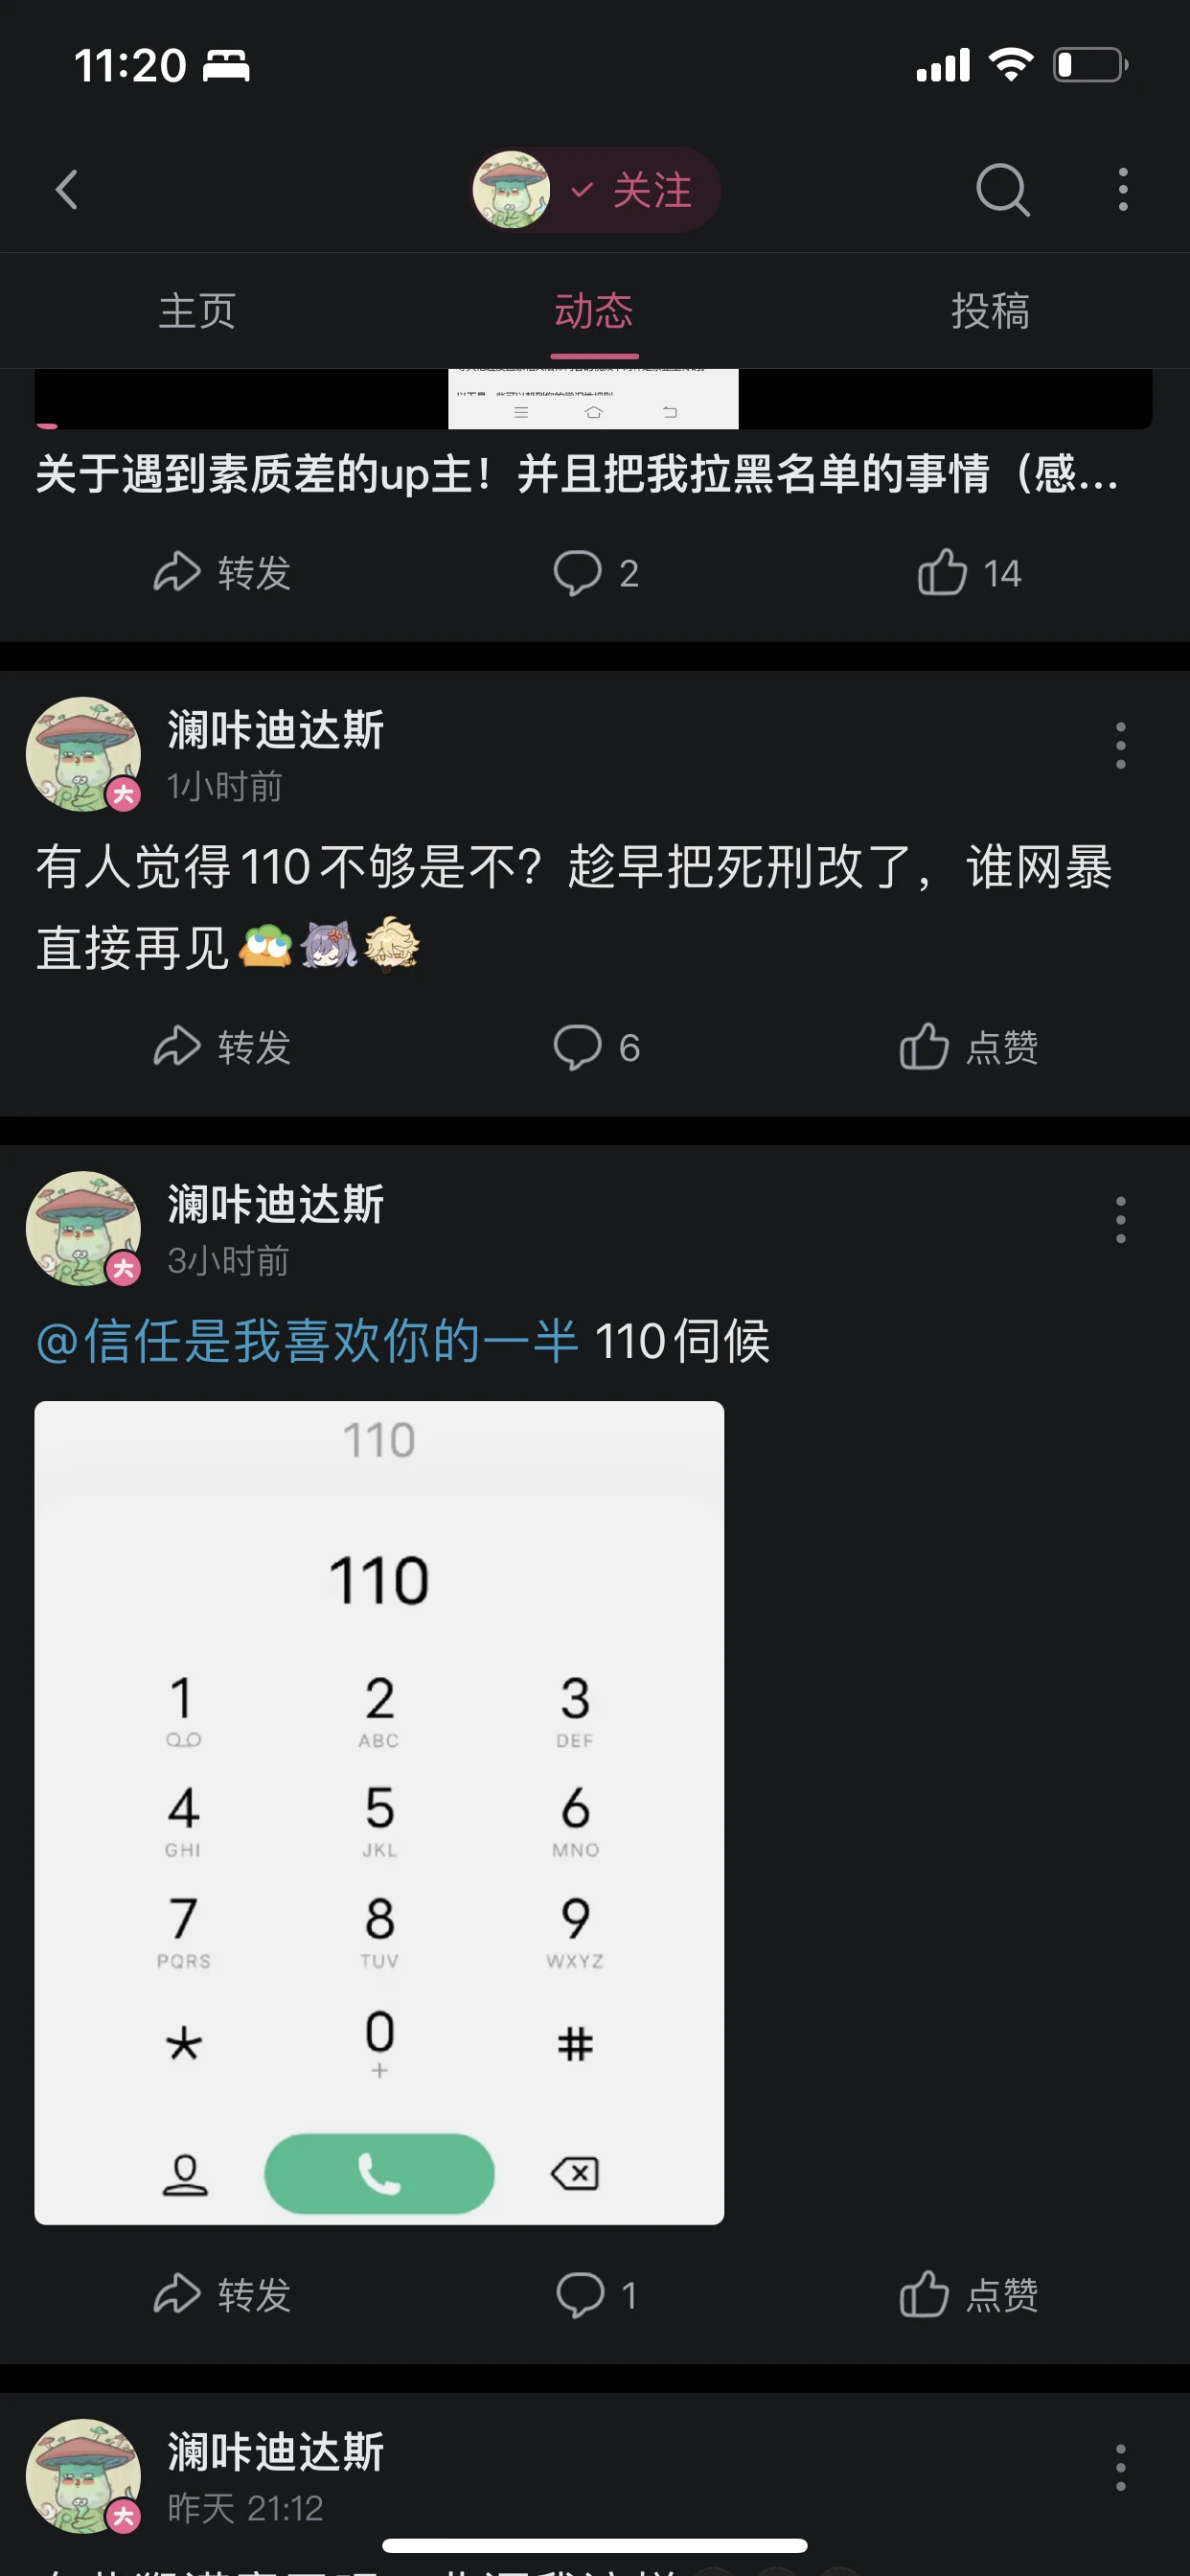 11:20
关注
主页
动态
投稿
关于遇到素质差的up主！并且把我拉黑名单的事情（感...
转发
2
14
澜咔迪达斯
1小时前
有人觉得110不够是不？趁早把死刑改了，谁网暴
直接再见
转发
6
点赞
澜咔迪达斯
3小时前
@信任是我喜欢你的一半 110伺候
110
110
1
2
ABC
3
DEF
4
GHI
5
JKL
6
MNO
7
PQRS
8
TUV
9
WXYZ
*
0
+
#
转发
1
点赞
澜咔迪达斯
昨天 21:12